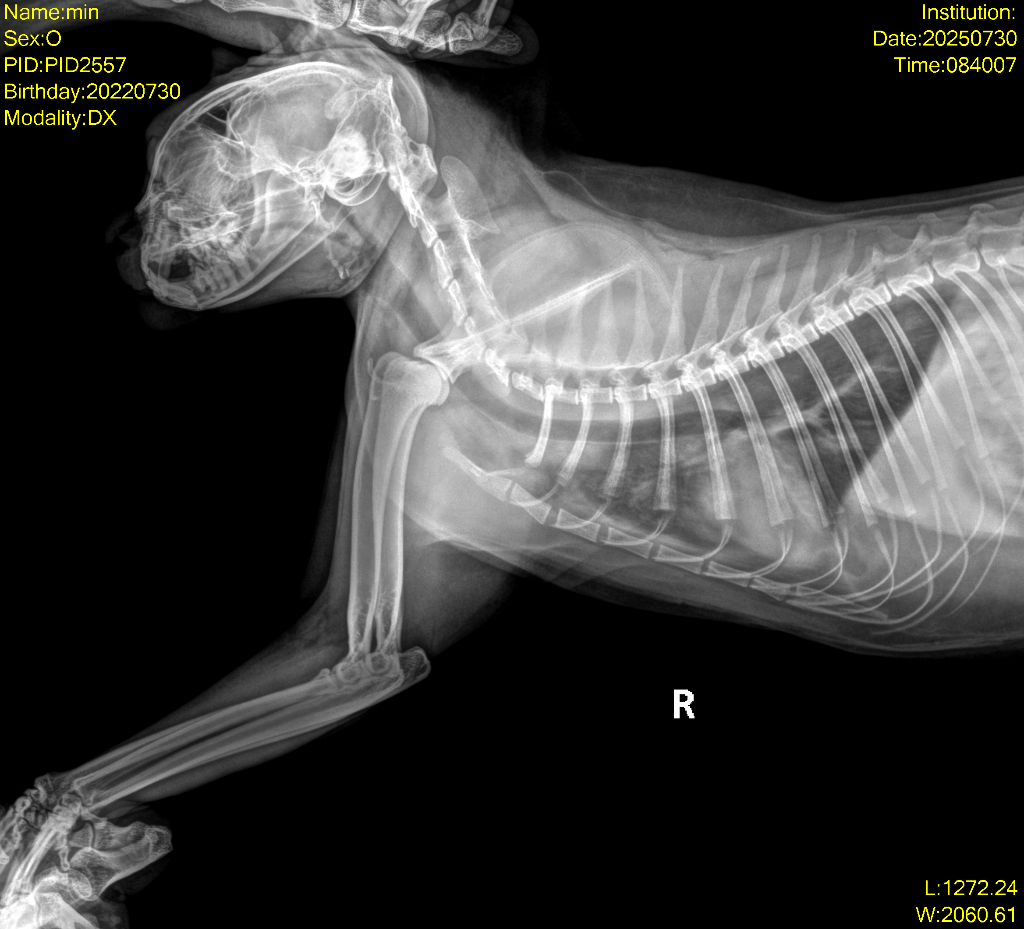 Name:min
Sex:O
PID:PID2557
Birthday:20220730
Modality:DX
Institution:
Date:20250730
Time:084007
R
L:1272.24
W:2060.61